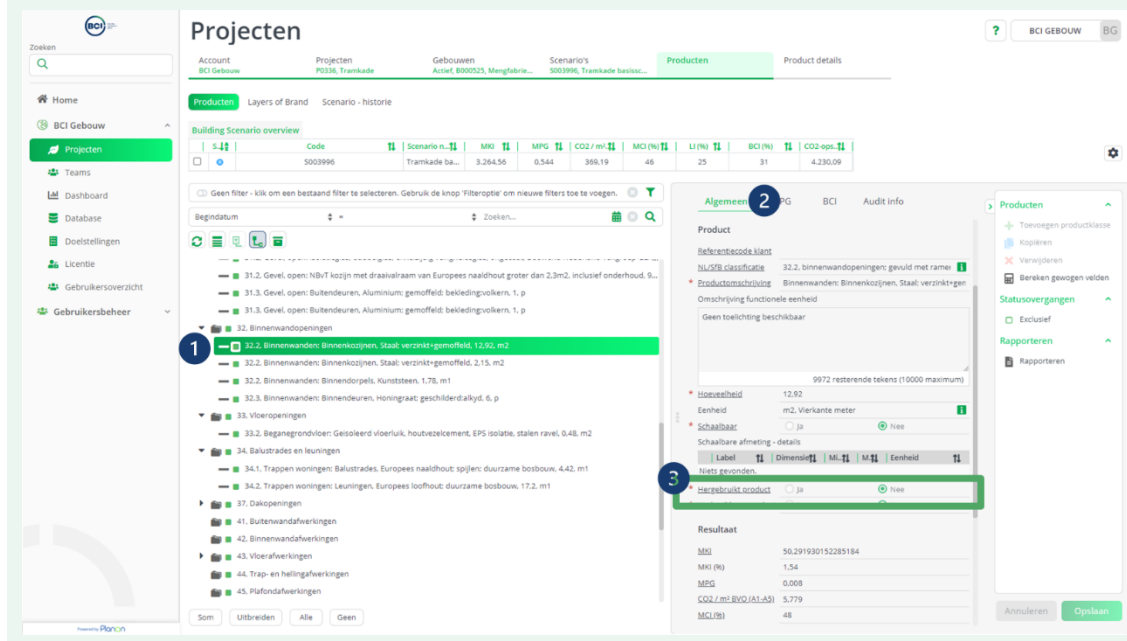 BCI
Projecten
?
BCI GEBOUW
BG
Zoeken
Account
BCI Gebouw
Projecten
P0336, Tramkade
Gebouwen
Actief, B000525, Mengfabrie...
Scenario's
S003996, Tramkade basissc...
Producten
Product details
Home
BCI Gebouw
Projecten
Teams
Dashboard
Database
Doelstellingen
Licentie
Gebruikersoverzicht
Gebruikersbeheer
Producten
Layers of Brand
Scenario - historie
Building Scenario overview
S..
Code
Scenario n..
MKI
MPG
CO2 / m².
MCI (%)
LI (%)
BCI (%)
CO2-ops..
S003996
Tramkade ba...
3.264,56
0,544
369,19
46
25
31
4.230,09
Geen filter - klik om een bestaand filter te selecteren. Gebruik de knop 'Filteroptie' om nieuwe filters toe te voegen.
Begindatum
=
Zoeken...
31.2, Gevel, open: NBvT kozijn met draaivalraam van Europees naaldhout groter dan 2,3m2, inclusief onderhoud, 9...
31.3, Gevel, open: Buitendeuren, Aluminium; gemoffeld; bekleding:volkern, 1, p
31.3, Gevel, open: Buitendeuren, Aluminium; gemoffeld; bekleding:volkern, 1, p
32, Binnenwandopeningen
1
32.2, Binnenwanden: Binnenkozijnen, Staal: verzinkt+gemoffeld, 12,92, m2
32.2, Binnenwanden: Binnenkozijnen, Staal: verzinkt+gemoffeld, 2,15, m2
32.2, Binnenwanden: Binnendorpels, Kunststeen, 1,78, m1
32.3, Binnenwanden: Binnendeuren, Honingraat; geschilderd:alkyd, 6, p
33, Vloeropeningen
33.2, Beganegrondvloer: Geisoleerd vloerluik, houtvezelcement, EPS isolatie, stalen ravel, 0,48, m2
34, Balustrades en leuningen
34.1, Trappen woningen: Balustrades, Europees naaldhout; spijlen: duurzame bosbouw, 4,42, m1
34.2, Trappen woningen: Leuningen, Europees loofhout; duurzame bosbouw, 17,2, m1
37, Dakopeningen
41, Buitenwandafwerkingen
42, Binnenwandafwerkingen
43, Vloerafwerkingen
44, Trap- en hellingafwerkingen
45, Plafondafwerkingen
Som
Uitbreiden
Alle
Geen
Algemeen
2
PG
BCI
Audit info
Product
Referentiecode klant
NL/SfB classificatie
32.2, binnenwandopeningen; gevuld met ramen
* Productomschrijving
Binnenwanden: Binnenkozijnen, Staal: verzinkt+gem
Omschrijving functionele eenheid
Geen toelichting beschikbaar
9972 resterende tekens (10000 maximum)
* Hoeveelheid
12,92
Eenheid
m2, Vierkante meter
* Schaalbaar
Ja
Nee
Schaalbare afmeting - details
Label
Dimensie
Mi..
M.
Eenheid
Niets gevonden.
3
* Hergebruikt product
Ja
Nee
Resultaat
MKI
50,291930152285184
MKI (%)
1,54
MPG
0,008
CO2 / m² BVO (A1-A5)
5,779
MCI (%)
48
Producten
Toevoegen productklasse
Kopiëren
Verwijderen
Bereken gewogen velden
Statusovergangen
Exclusief
Rapporteren
Rapporteren
Annuleren
Opslaan
Powered by Planon